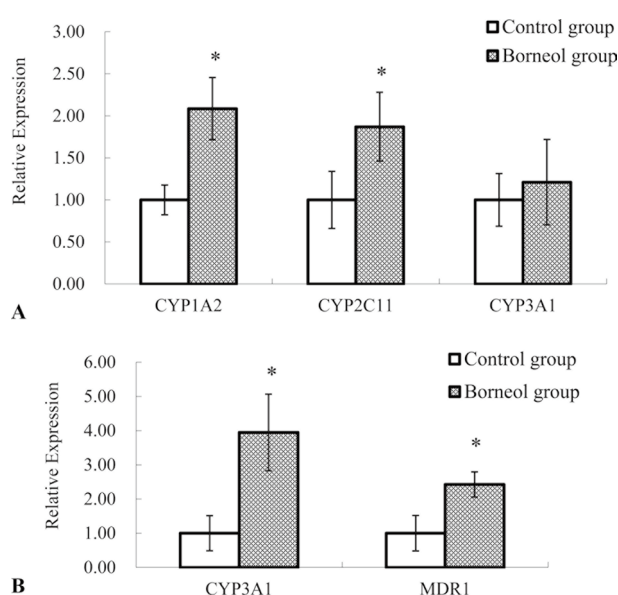 Control group
Borneol group
Relative Expression
3.00
2.50
2.00
1.50
1.00
0.50
0.00
*
*
CYP1A2
CYP2C11
CYP3A1
A
Control group
Borneol group
Relative Expression
6.00
5.00
4.00
3.00
2.00
1.00
0.00
*
*
CYP3A1
MDR1
B